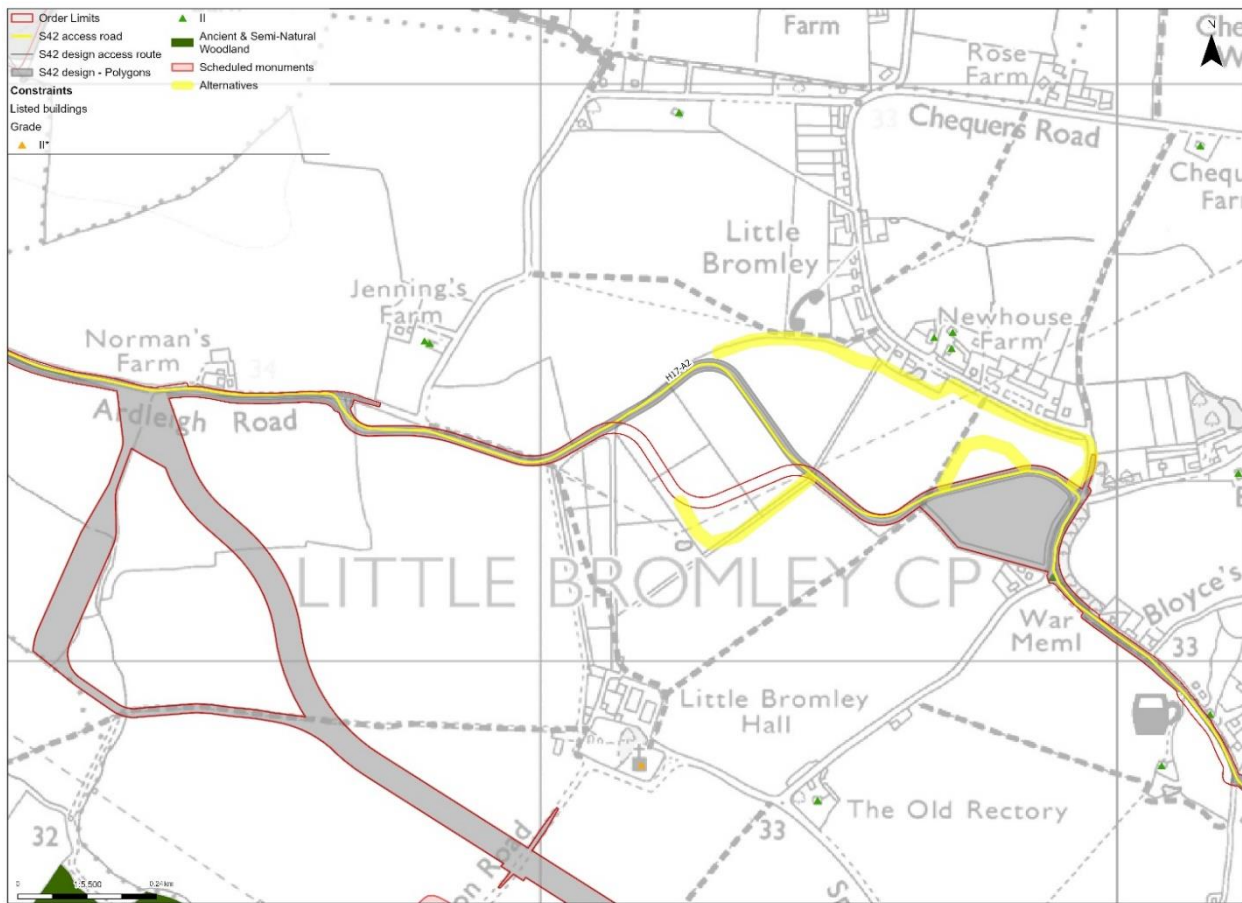 Order Limits
S42 access road
S42 design access route
S42 design - Polygons
Constraints
Listed buildings
Grade
II*
II
Ancient & Semi-Natural
Woodland
Scheduled monuments
Alternatives
N
Farm
Rose
Farm
33
Chequers Road
Little
Bromley
Jenning's
Farm
Newhouse
Farm
Norman's
Farm
34
H17-A2
Ardleigh Road
LITTLE BROMLEY CP
War
Meml
Bloyce's
33
Little Bromley
Hall
The Old Rectory
33
32
Road
1:5,500
0
0.24 km